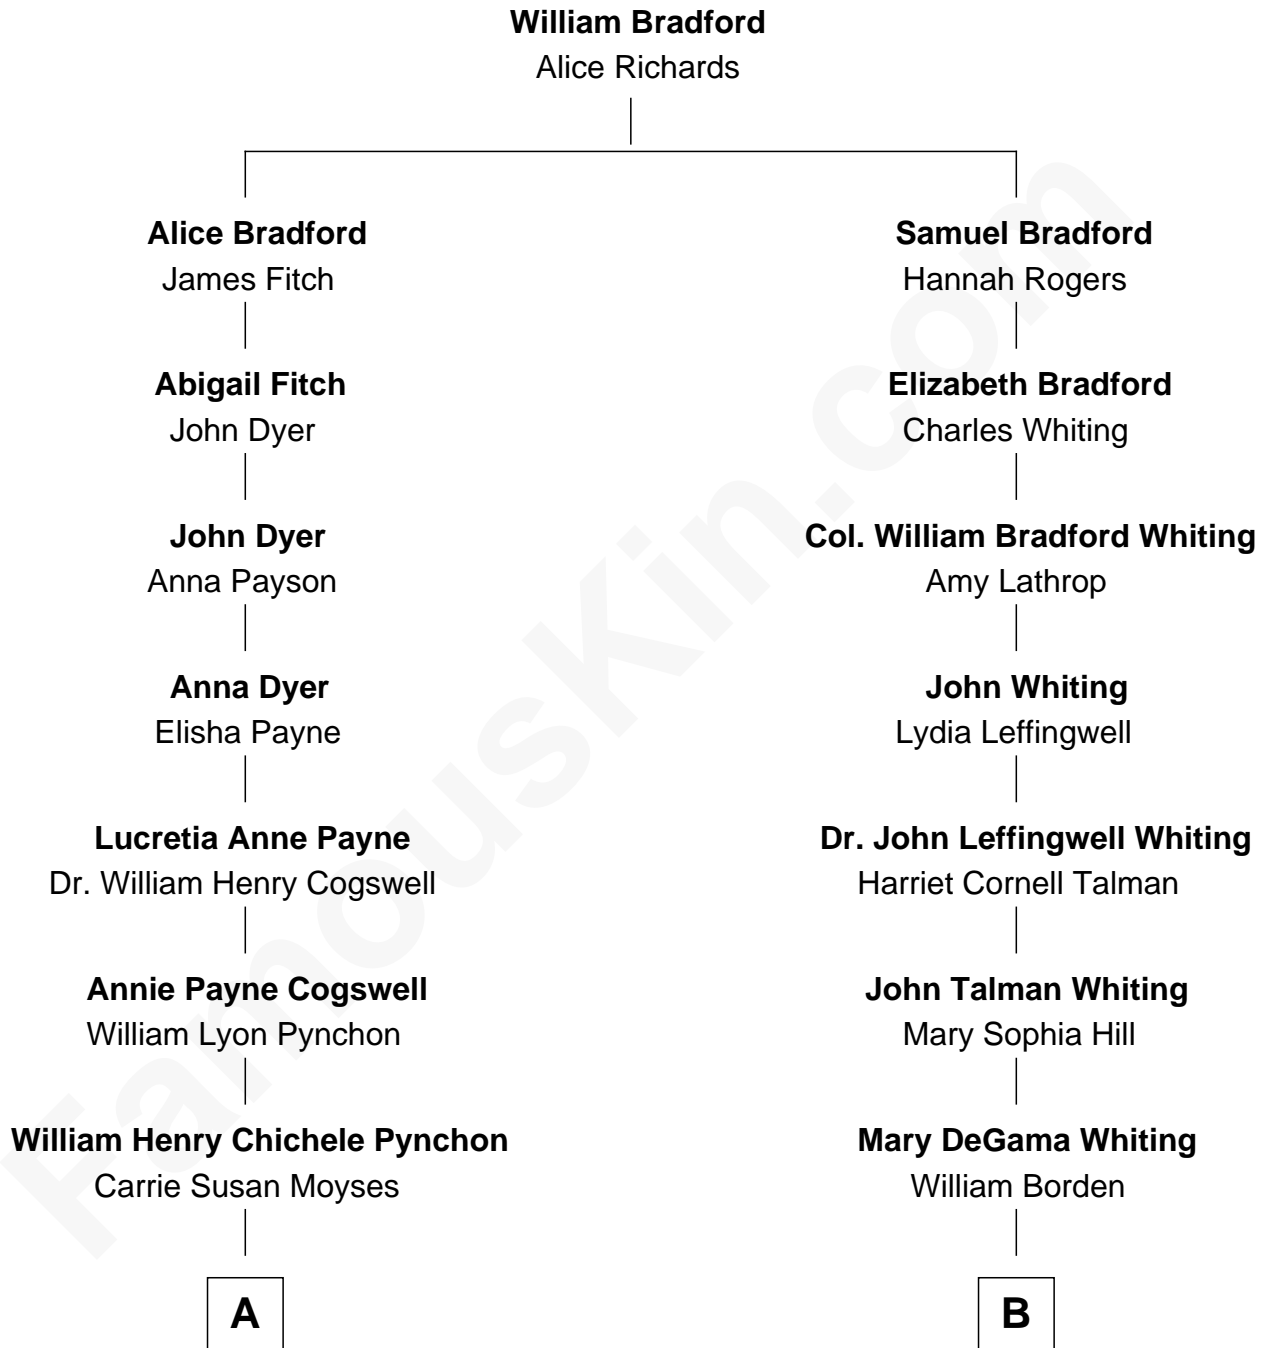 William Bradford
Alice Richards
Alice Bradford
James Fitch
Samuel Bradford
Hannah Rogers
Abigail Fitch
John Dyer
Elizabeth Bradford
Charles Whiting
John Dyer
Anna Payson
Col. William Bradford Whiting
Amy Lathrop
Anna Dyer
Elisha Payne
John Whiting
Lydia Leffingwell
Lucretia Anne Payne
Dr. William Henry Cogswell
Dr. John Leffingwell Whiting
Harriet Cornell Talman
Annie Payne Cogswell
William Lyon Pynchon
John Talman Whiting
Mary Sophia Hill
William Henry Chichele Pynchon
Carrie Susan Moyses
Mary DeGama Whiting
William Borden
A
B
FamousKin.com